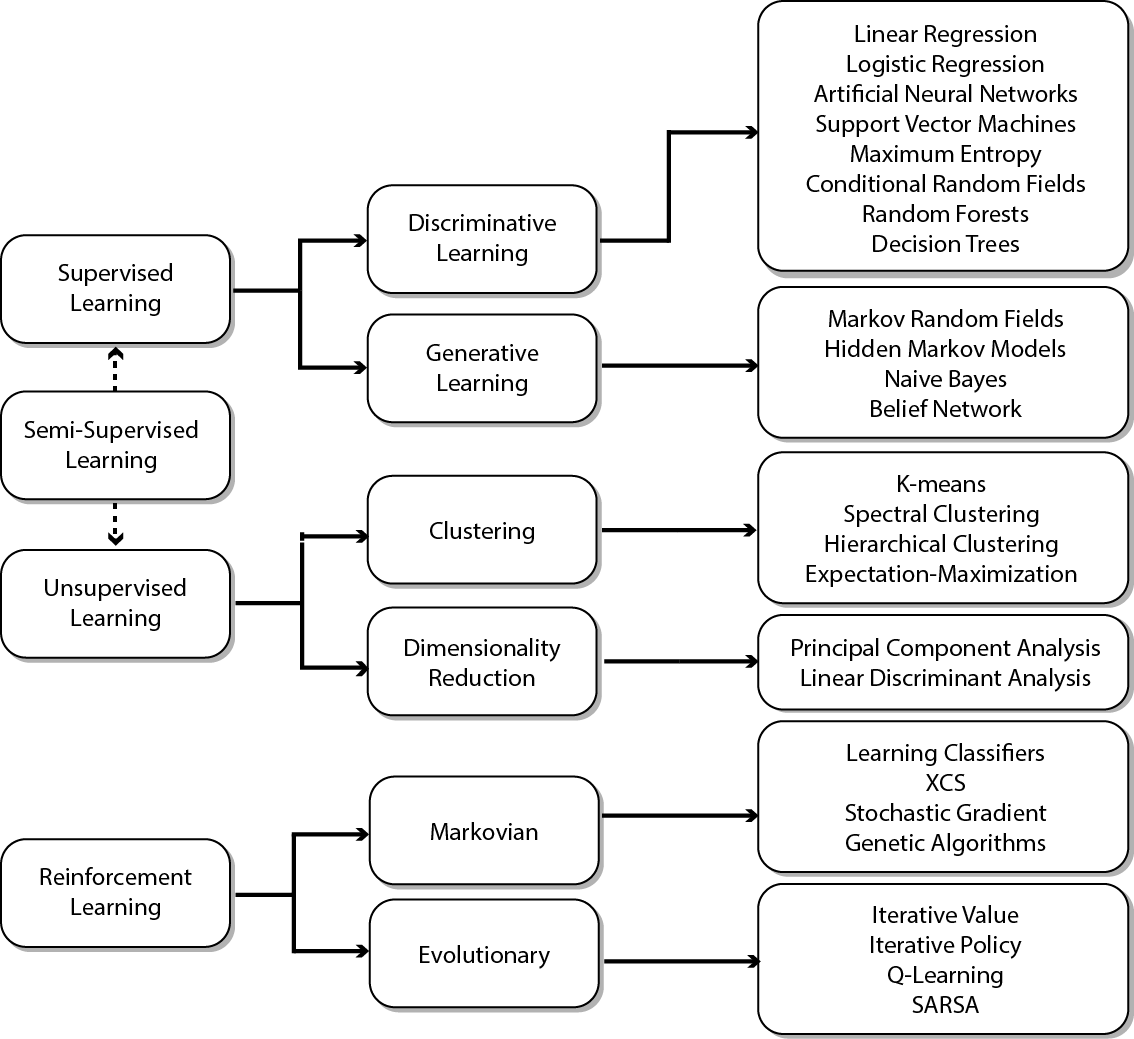 Supervised
Learning
Semi-Supervised
Learning
Unsupervised
Learning
Reinforcement
Learning
Discriminative
Learning
Generative
Learning
Clustering
Dimensionality
Reduction
Markovian
Evolutionary
Linear Regression
Logistic Regression
Artificial Neural Networks
Support Vector Machines
Maximum Entropy
Conditional Random Fields
Random Forests
Decision Trees
Markov Random Fields
Hidden Markov Models
Naive Bayes
Belief Network
K-means
Spectral Clustering
Hierarchical Clustering
Expectation-Maximization
Principal Component Analysis
Linear Discriminant Analysis
Learning Classifiers
XCS
Stochastic Gradient
Genetic Algorithms
Iterative Value
Iterative Policy
Q-Learning
SARSA